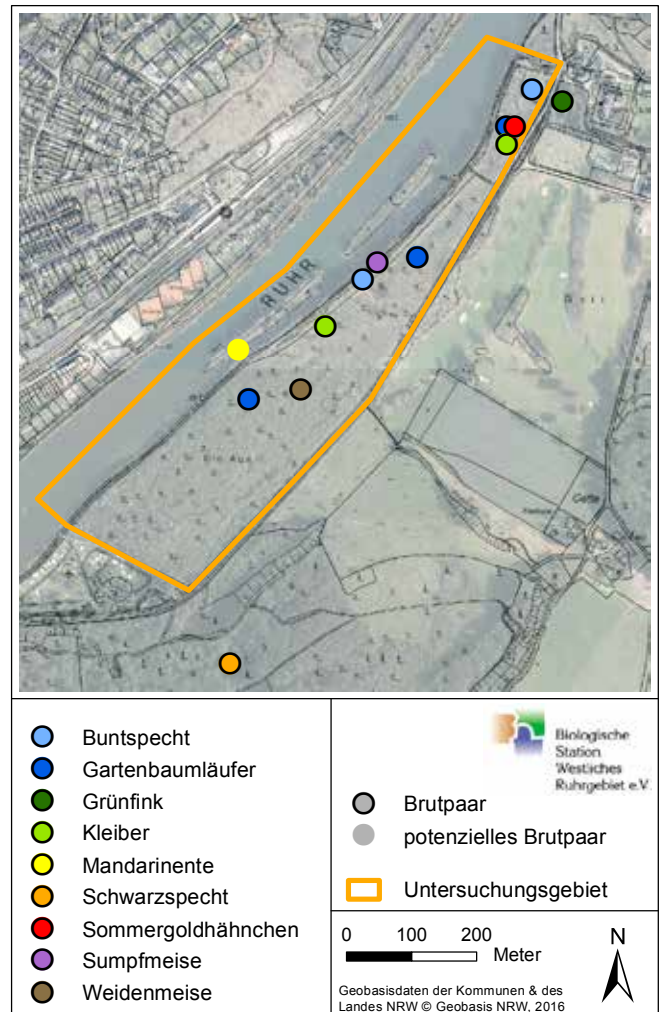 RUHR
Buntspecht
Gartenbaumläufer
Grünfink
Kleiber
Mandarinente
Schwarzspecht
Sommergoldhähnchen
Sumpfmeise
Weidenmeise
Biologische
Station
Westliches
Ruhrgebiet e.V.
Brutpaar
potenzielles Brutpaar
Untersuchungsgebiet
0 100 200
Meter
N
Geobasisdaten der Kommunen & des
Landes NRW © Geobasis NRW, 2016